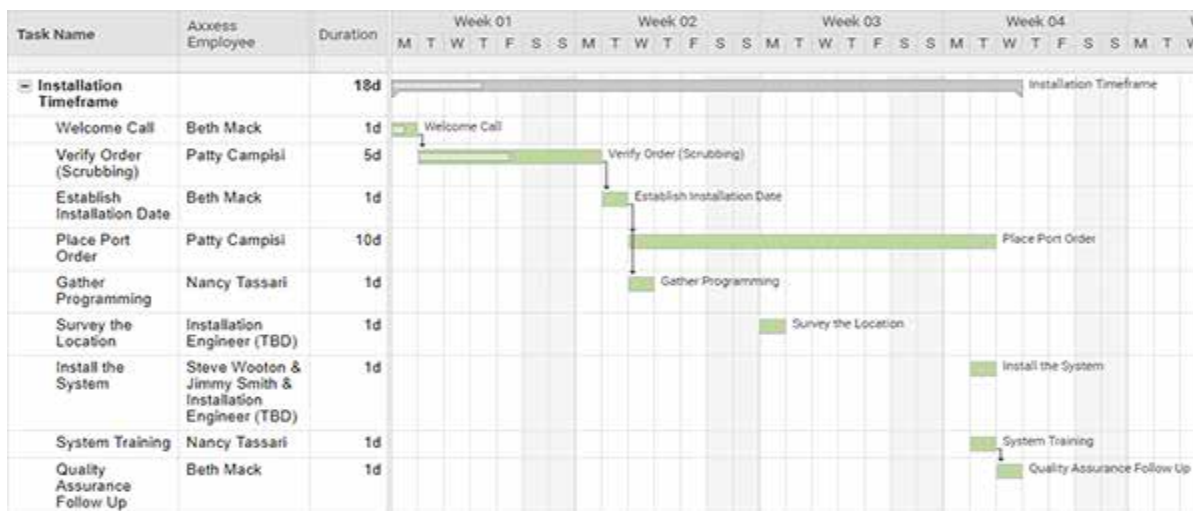 Task Name Axxess Employee Duration Week 01 Week 02 Week 03 Week 04
M T W T F S S M T W T F S S M T W T F S S M T W T F S S M T W
Installation Timeframe 18d Installation Timeframe
Welcome Call Beth Mack 1d Welcome Call
Verify Order (Scrubbing) Patty Campisi 5d Verify Order (Scrubbing)
Establish Installation Date Beth Mack 1d Establish Installation Date
Place Port Order Patty Campisi 10d Place Port Order
Gather Programming Nancy Tassari 1d Gather Programming
Survey the Location Installation Engineer (TBD) 1d Survey the Location
Install the System Steve Wooton & Jimmy Smith & Installation Engineer (TBD) 1d Install the System
System Training Nancy Tassari 1d System Training
Quality Assurance Follow Up Beth Mack 1d Quality Assurance Follow Up